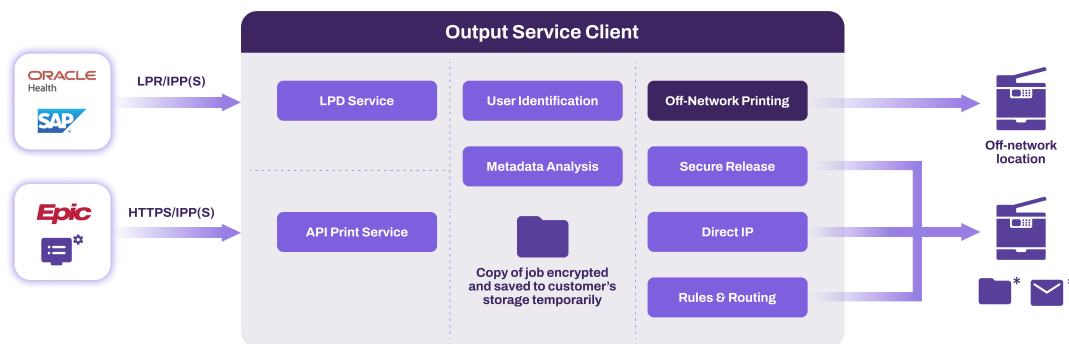 Output Service Client
ORACLE
Health
SAP
®
LPR/IPP(S)
LPD Service
User Identification
Off-Network Printing
Off-network
location
Metadata Analysis
Secure Release
Epic
HTTPS/IPP(S)
API Print Service
Copy of job encrypted
and saved to customer's
storage temporarily
Direct IP
Rules & Routing
*
*